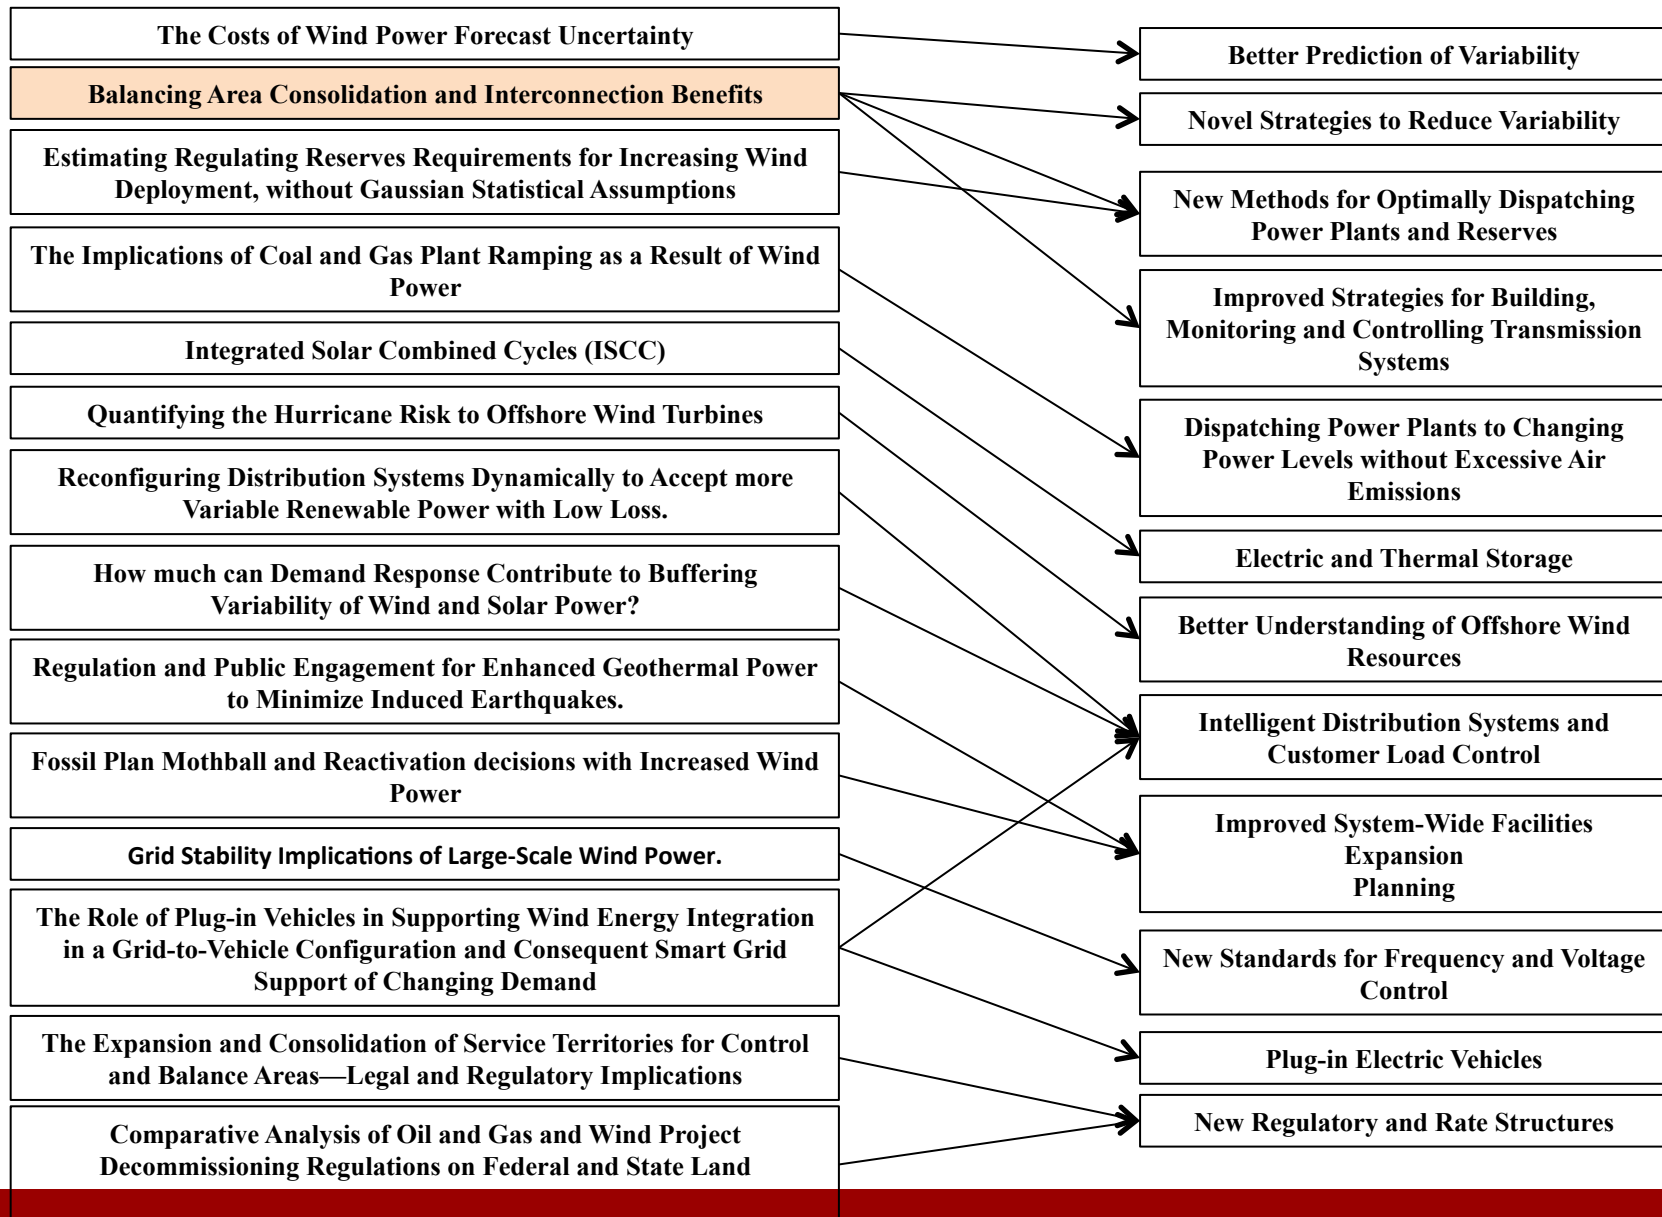 The Costs of Wind Power Forecast Uncertainty
Balancing Area Consolidation and Interconnection Benefits
Estimating Regulating Reserves Requirements for Increasing Wind
Deployment, without Gaussian Statistical Assumptions
The Implications of Coal and Gas Plant Ramping as a Result of Wind
Power
Integrated Solar Combined Cycles (ISCC)
Quantifying the Hurricane Risk to Offshore Wind Turbines
Reconfiguring Distribution Systems Dynamically to Accept more
Variable Renewable Power with Low Loss.
How much can Demand Response Contribute to Buffering
Variability of Wind and Solar Power?
Regulation and Public Engagement for Enhanced Geothermal Power
to Minimize Induced Earthquakes.
Fossil Plan Mothball and Reactivation decisions with Increased Wind
Power
Grid Stability Implications of Large-Scale Wind Power.
The Role of Plug-in Vehicles in Supporting Wind Energy Integration
in a Grid-to-Vehicle Configuration and Consequent Smart Grid
Support of Changing Demand
The Expansion and Consolidation of Service Territories for Control
and Balance Areas—Legal and Regulatory Implications
Comparative Analysis of Oil and Gas and Wind Project
Decommissioning Regulations on Federal and State Land
Better Prediction of Variability
Novel Strategies to Reduce Variability
New Methods for Optimally Dispatching
Power Plants and Reserves
Improved Strategies for Building,
Monitoring and Controlling Transmission
Systems
Dispatching Power Plants to Changing
Power Levels without Excessive Air
Emissions
Electric and Thermal Storage
Better Understanding of Offshore Wind
Resources
Intelligent Distribution Systems and
Customer Load Control
Improved System-Wide Facilities
Expansion
Planning
New Standards for Frequency and Voltage
Control
Plug-in Electric Vehicles
New Regulatory and Rate Structures